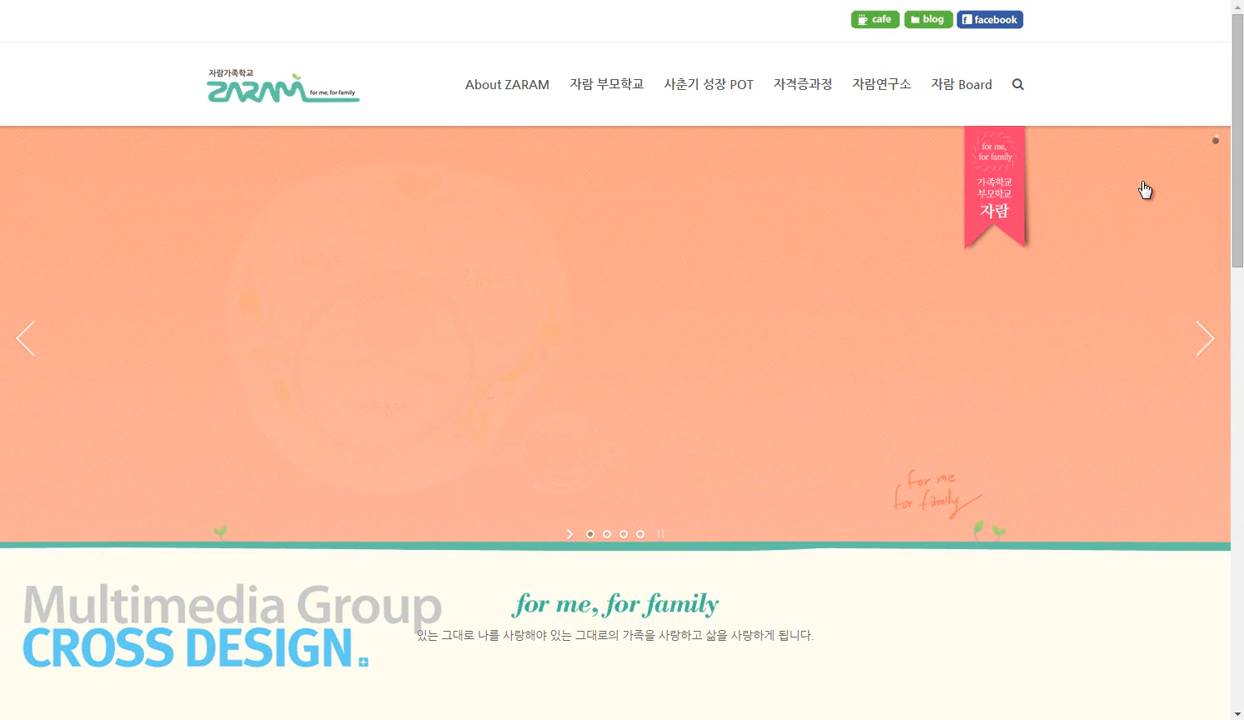 cafe
blog
facebook
자람가족학교
ZARAM
for me, for family
About ZARAM
자람 부모학교
사춘기 성장 POT
자격증과정
자람연구소
자람 Board
for me,
for family
가족학교
부모학교
자람
for me
for family
Multimedia Group
CROSS DESIGN.
for me, for family
있는 그대로 나를 사랑해야 있는 그대로의 가족을 사랑하고 삶을 사랑하게 됩니다.